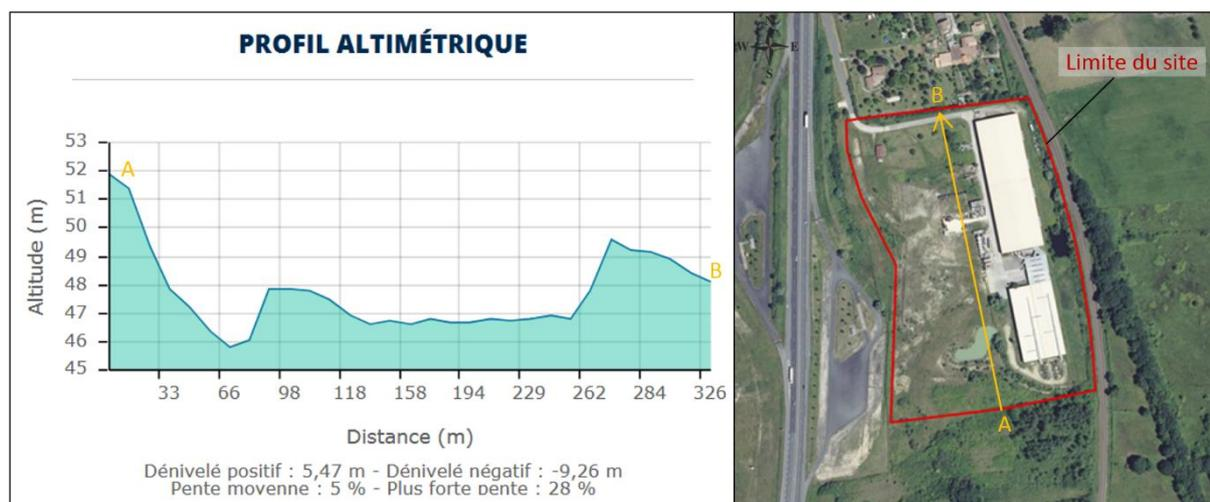 PROFIL ALTIMÉTRIQUE
Altitude (m)
53
52
51
50
49
48
47
46
45
A
B
33 66 98 118 158 194 229 262 284 326
Distance (m)
Dénivelé positif : 5,47 m - Dénivelé négatif : -9,26 m
Pente moyenne : 5 % - Plus forte pente : 28 %
N
W E
S
Limite du site
B
A